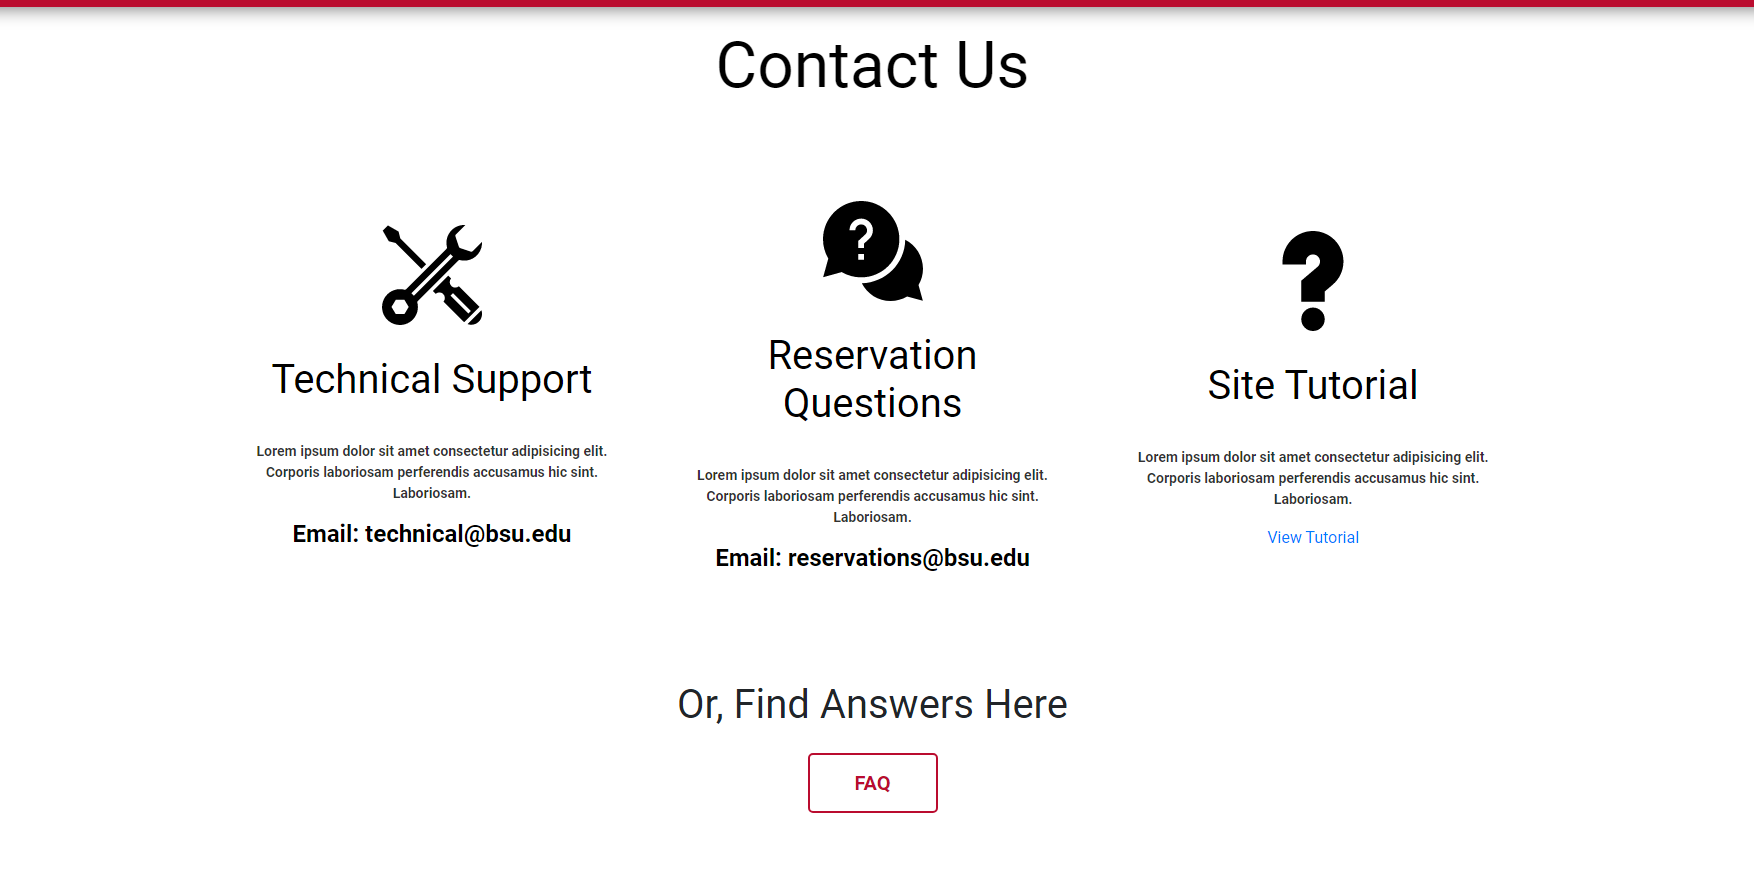 Contact Us
Technical Support
Lorem ipsum dolor sit amet consectetur adipisicing elit.
Corporis laboriosam perferendis accusamus hic sint.
Laboriosam.
Email: technical@bsu.edu
?
Reservation
Questions
Lorem ipsum dolor sit amet consectetur adipisicing elit.
Corporis laboriosam perferendis accusamus hic sint.
Laboriosam.
Email: reservations@bsu.edu
?
Site Tutorial
Lorem ipsum dolor sit amet consectetur adipisicing elit.
Corporis laboriosam perferendis accusamus hic sint.
Laboriosam.
View Tutorial
Or, Find Answers Here
FAQ